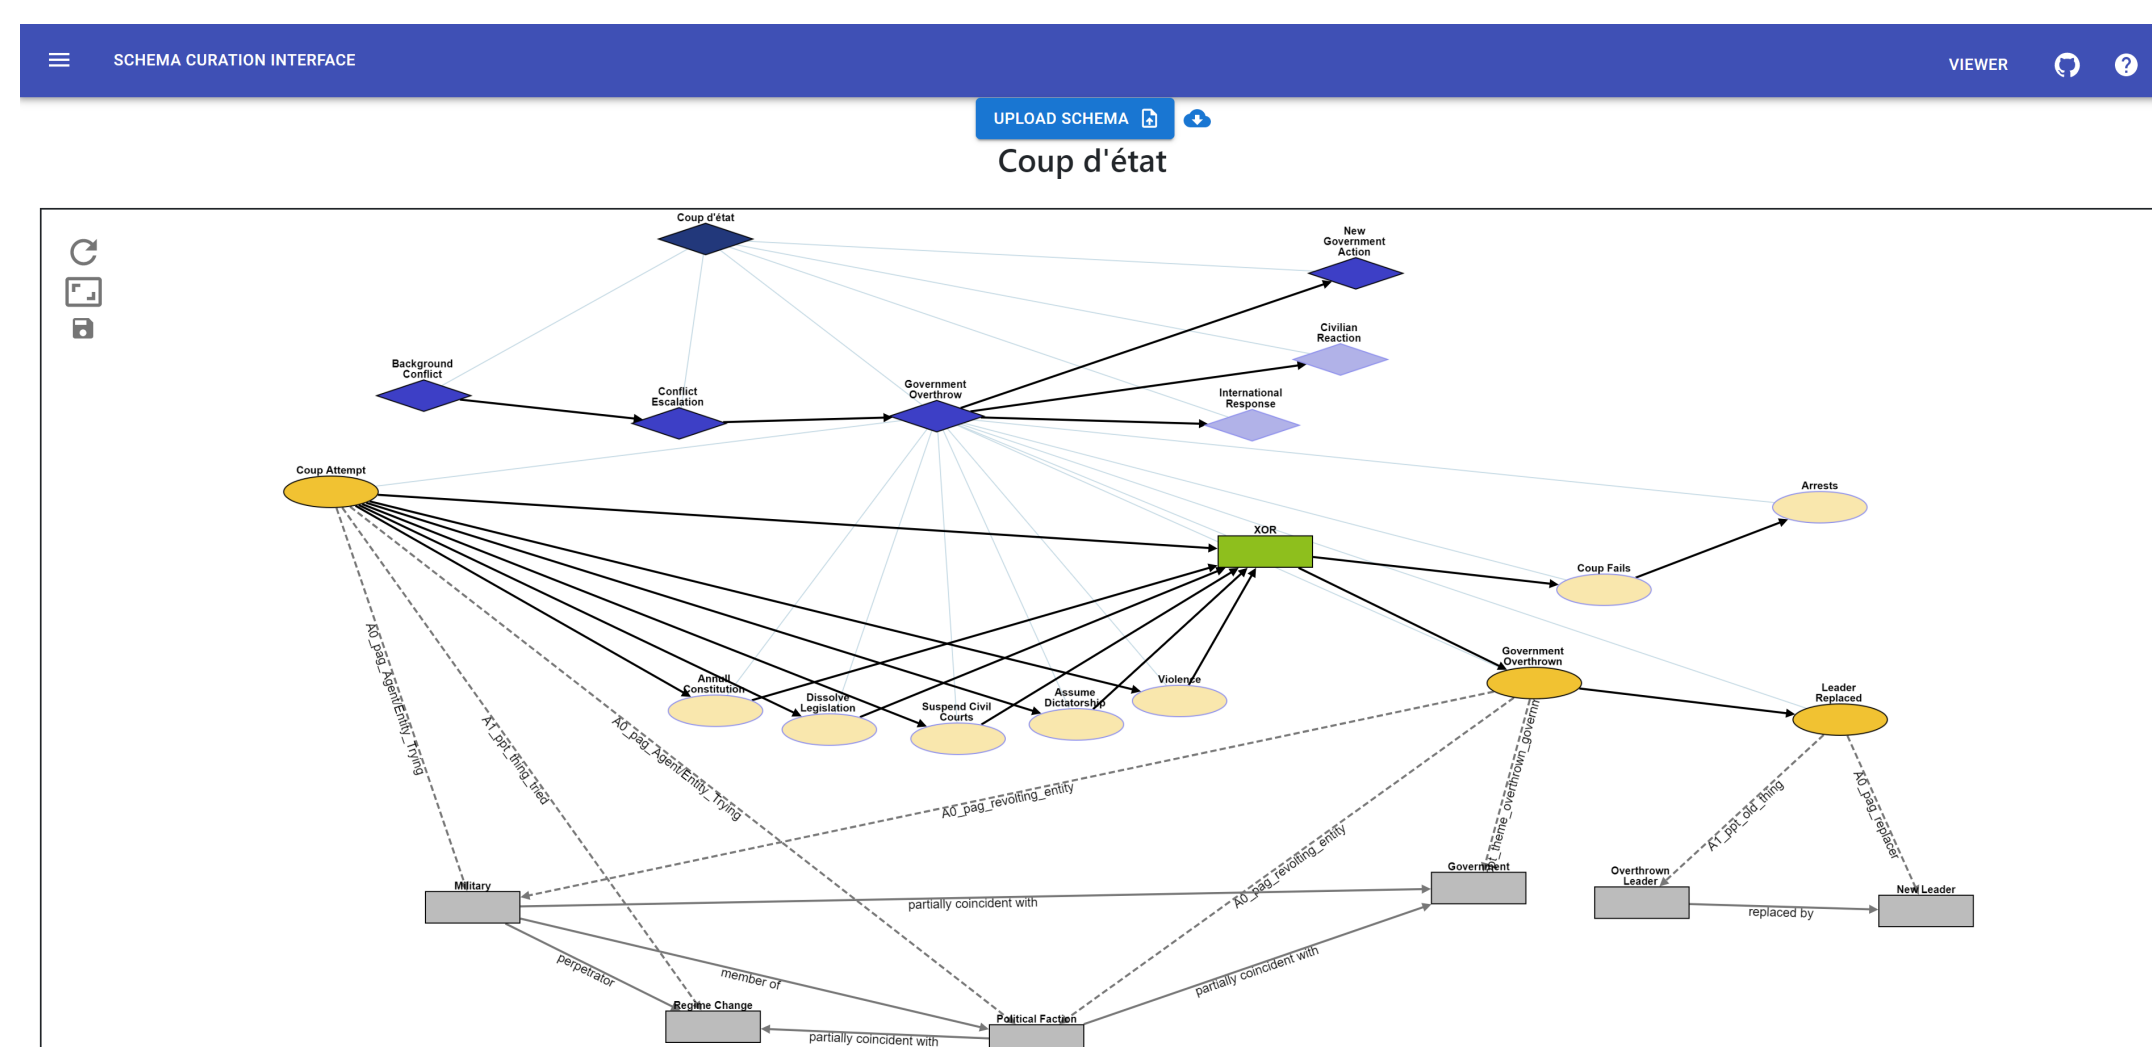 SCHEMA CURATION INTERFACE
VIEWER
UPLOAD SCHEMA
Coup d'état
Coup d'état
New
Government
Action
Civilian
Reaction
Background
Conflict
Conflict
Escalation
Government
Overthrow
International
Response
Coup Attempt
Arrests
XOR
Coup Fails
Government
Overthrown
Annull
Constitution
Dissolve
Legislation
Suspend Civil
Courts
Assume
Dictatorship
Violence
Leader
Replaced
A0_pag_Agent/Entity_Trying
A1_ppt_thing_tried
A0_pag_Agent/Entity_Trying
A0_pag_revolting_entity
A0_pag_revolting_entity
ppt_theme_overthrown_governm
A1_ppt_old_thing
A0_pag_replacer
Military
Government
Overthrown
Leader
New Leader
partially coincident with
replaced by
perpetrator
member of
partially coincident with
Regime Change
Political Faction
partially coincident with